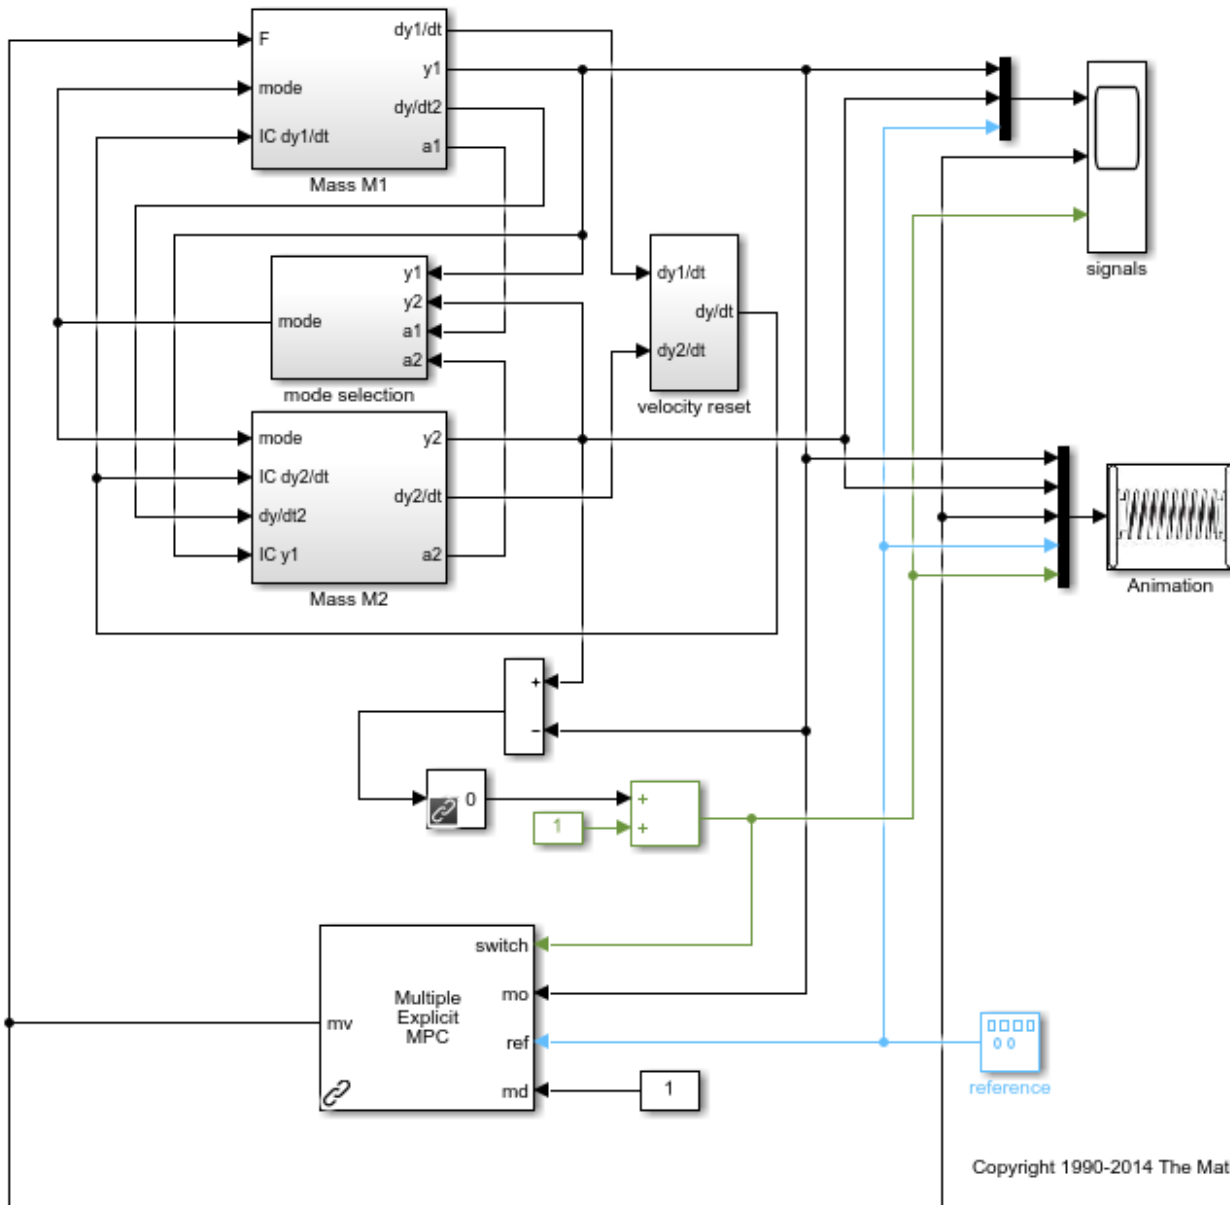 F
mode
IC dy1/dt
dy1/dt
y1
dy/dt2
a1
Mass M1
signals
mode
y1
y2
a1
a2
mode selection
dy1/dt
dy2/dt
dy/dt
velocity reset
mode
IC dy2/dt
dy/dt2
IC y1
y2
dy2/dt
a2
Mass M2
Animation
+
−
0
1
+
+
switch
mo
ref
md
mv
Multiple
Explicit
MPC
1
0 0
reference
Copyright 1990-2014 The Mat